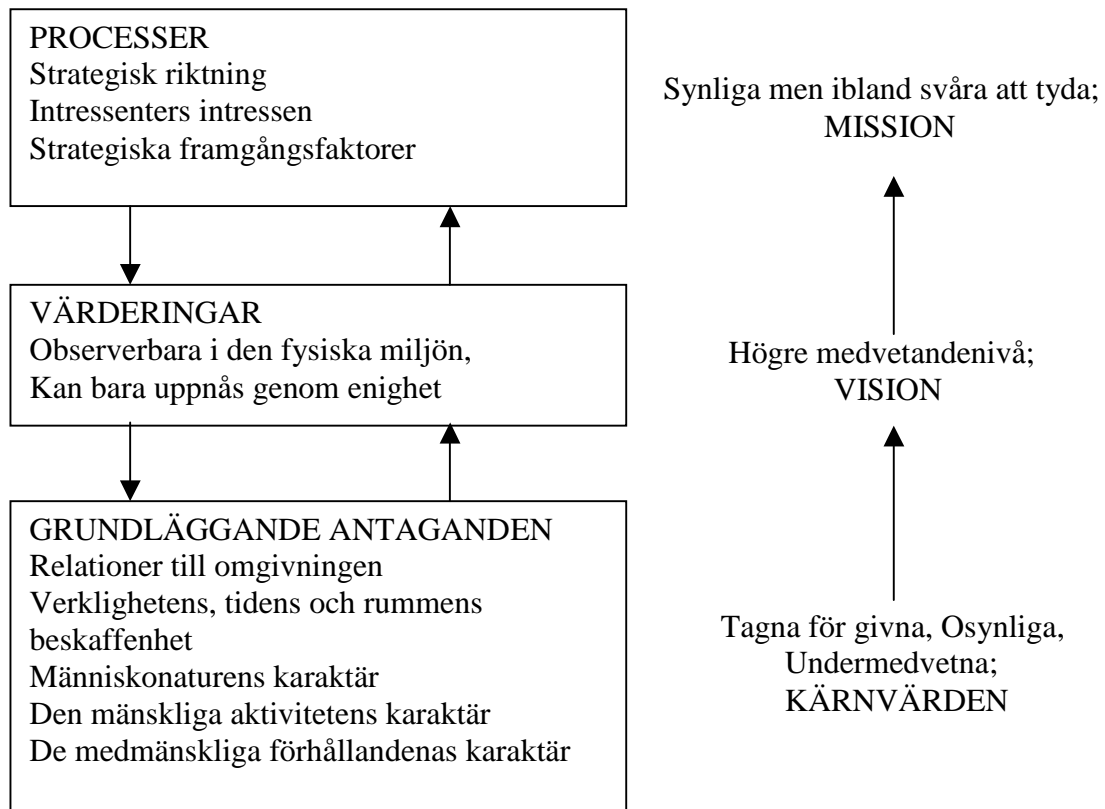 PROCESSER
Strategisk riktning
Intressenters intressen
Strategiska framgångsfaktorer
Synliga men ibland svåra att tyda;
MISSION
VÄRDERINGAR
Observerbara i den fysiska miljön,
Kan bara uppnås genom enighet
Högre medvetandenivå;
VISION
GRUNDLÄGGANDE ANTAGANDEN
Relationer till omgivningen
Verklighetens, tidens och rummens
beskaffenhet
Människonaturens karaktär
Den mänskliga aktivitetens karaktär
De medmänskliga förhållandenas karaktär
Tagna för givna, Osynliga,
Undermedvetna;
KÄRNVÄRDEN